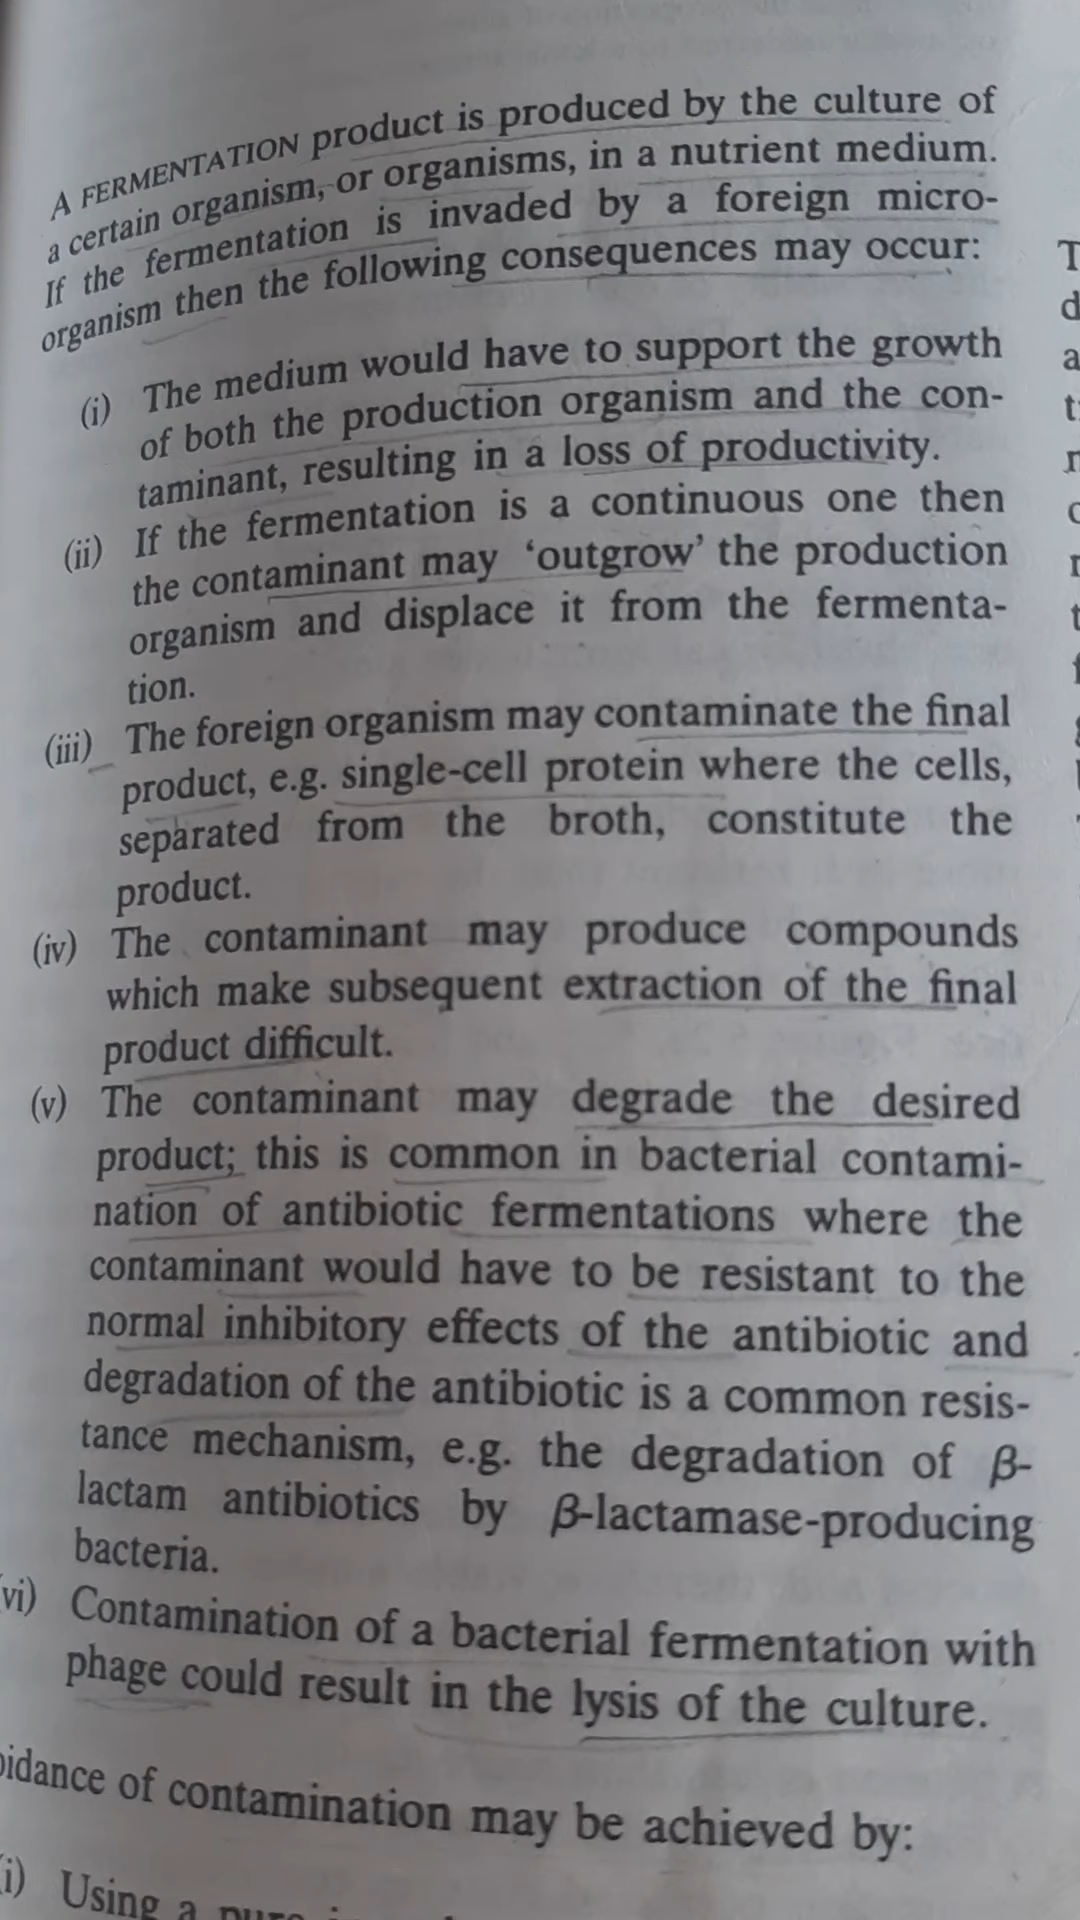 A FERMENTATION product is produced by the culture of
a certain organism, or organisms, in a nutrient medium.
If the fermentation is invaded by a foreign micro-
organism then the following consequences may occur:
(i) The medium would have to support the growth
of both the production organism and the con-
taminant, resulting in a loss of productivity.
(ii) If the fermentation is a continuous one then
the contaminant may ‘outgrow’ the production
organism and displace it from the fermenta-
tion.
(iii) The foreign organism may contaminate the final
product, e.g. single-cell protein where the cells,
separated from the broth, constitute the
product.
(iv) The contaminant may produce compounds
which make subsequent extraction of the final
product difficult.
(v) The contaminant may degrade the desired
product; this is common in bacterial contami-
nation of antibiotic fermentations where the
contaminant would have to be resistant to the
normal inhibitory effects of the antibiotic and
degradation of the antibiotic is a common resis-
tance mechanism, e.g. the degradation of β-
lactam antibiotics by β-lactamase-producing
bacteria.
vi) Contamination of a bacterial fermentation with
phage could result in the lysis of the culture.
idance of contamination may be achieved by:
i) Using a